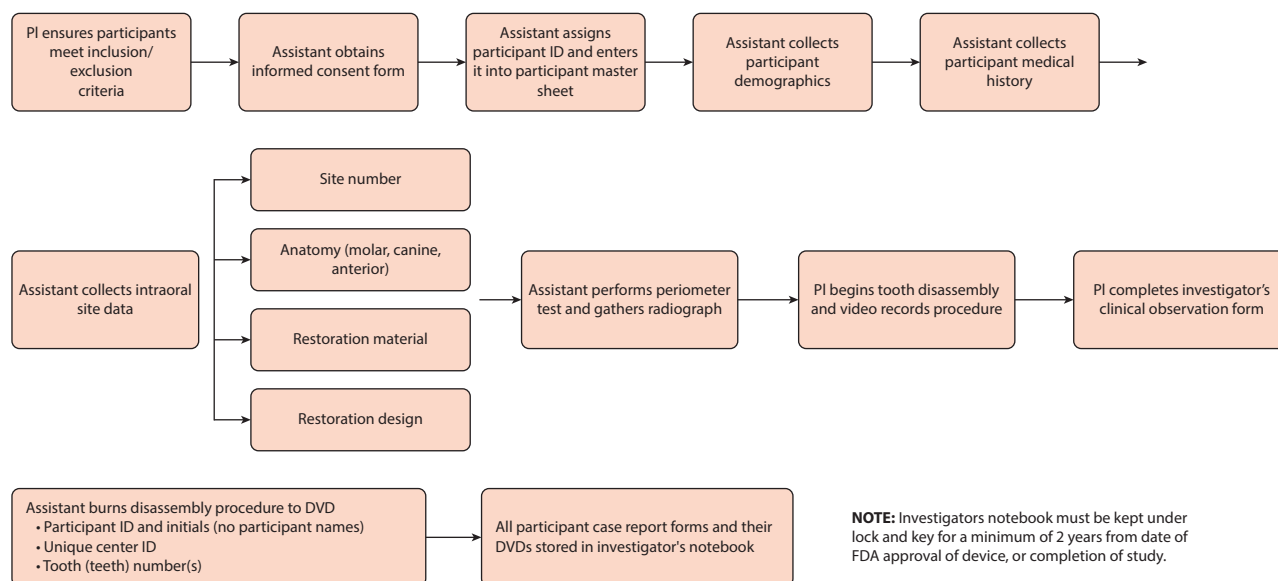 PI ensures participants
meet inclusion/
exclusion
criteria
Assistant obtains
informed consent form
Assistant assigns
participant ID and enters
it into participant master
sheet
Assistant collects
participant
demographics
Assistant collects
participant medical
history
Assistant collects intraoral
site data
Site number
Anatomy (molar, canine,
anterior)
Restoration material
Restoration design
Assistant performs periometer
test and gathers radiograph
PI begins tooth disassembly
and video records procedure
PI completes investigator’s
clinical observation form
Assistant burns disassembly procedure to DVD
• Participant ID and initials (no participant names)
• Unique center ID
• Tooth (teeth) number(s)
All participant case report forms and their
DVDs stored in investigator's notebook
NOTE: Investigators notebook must be kept under
lock and key for a minimum of 2 years from date of
FDA approval of device, or completion of study.